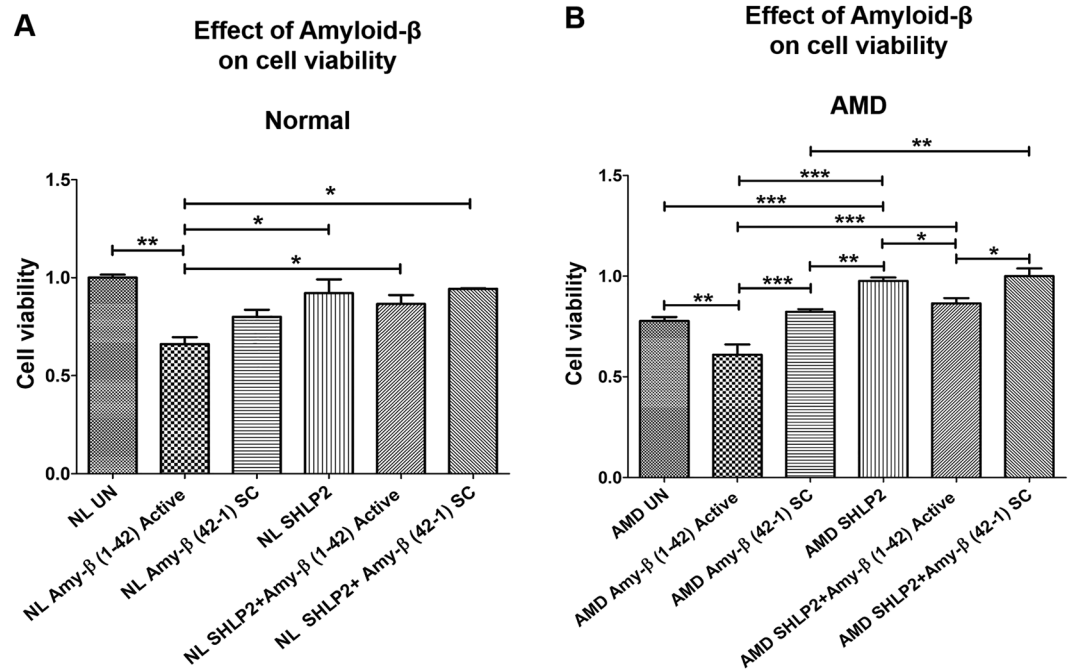 A
Effect of Amyloid-β
on cell viability
Normal
**
*
*
*
Cell viability
1.5
1.0
0.5
0.0
NL UN
NL Amy-β (1-42) Active
NL Amy-β (42-1) SC
NL SHLP2
NL SHLP2+Amy-β (1-42) Active
NL SHLP2+ Amy-β (42-1) SC
B
Effect of Amyloid-β
on cell viability
AMD
**
***
***
***
*
**
*
***
**
Cell viability
1.5
1.0
0.5
0.0
AMD UN
AMD Amy-β (1-42) Active
AMD Amy-β (42-1) SC
AMD SHLP2
AMD SHLP2+Amy-β (1-42) Active
AMD SHLP2+Amy-β (42-1) SC